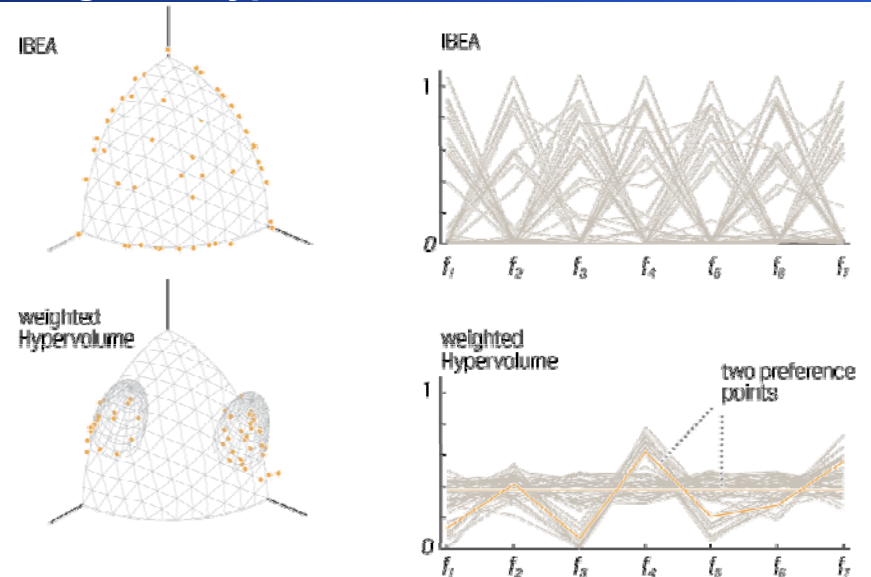 IBEA
IBEA
1
0
f₁ f₂ f₃ f₄ f₅ f₆ f₇
weighted
Hypervolume
weighted
Hypervolume
two preference
points
1
0
f₁ f₂ f₃ f₄ f₅ f₆ f₇